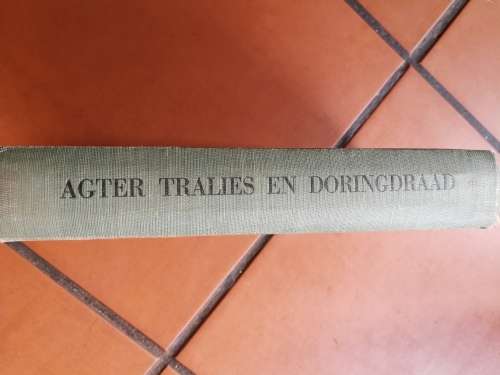 AGTER TRALIES EN DORINGDRAAD